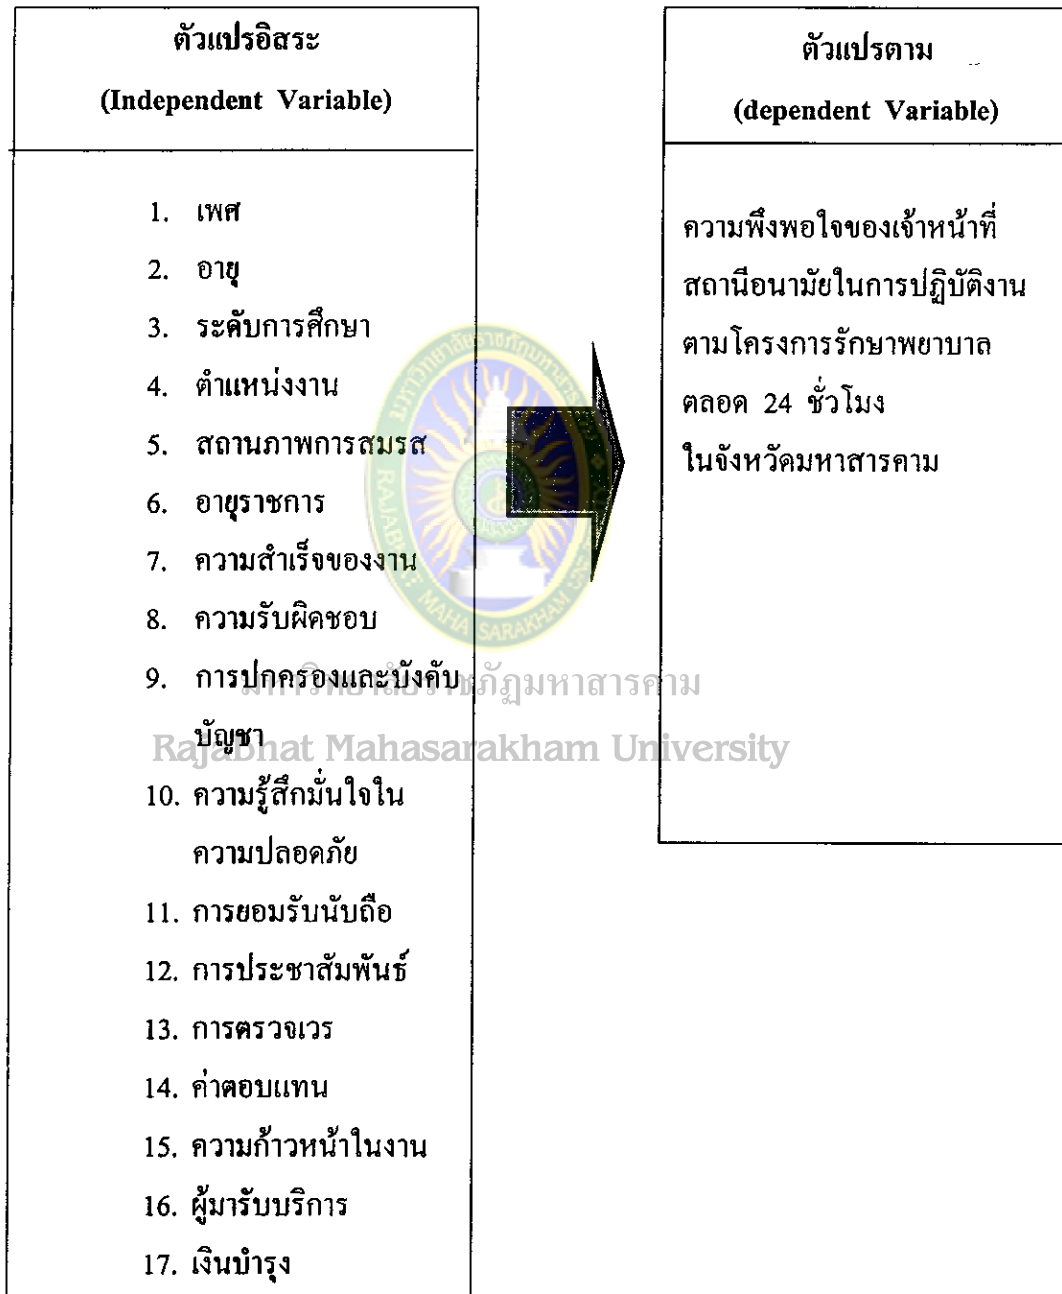 ตัวแปรอิสระ
(Independent Variable)
1. เพศ
2. อายุ
3. ระดับการศึกษา
4. ตำแหน่งงาน
5. สถานภาพการสมรส
6. อายุราชการ
7. ความสำเร็จของงาน
8. ความรับผิดชอบ
9. การปกครองและบังคับ
บัญชา
10. ความรู้สึกมั่นใจใน
ความปลอดภัย
11. การยอมรับนับถือ
12. การประชาสัมพันธ์
13. การตรวจเวร
14. ค่าตอบแทน
15. ความก้าวหน้าในงาน
16. ผู้มารับบริการ
17. เงินบำรุง
ตัวแปรตาม
(dependent Variable)
ความพึงพอใจของเจ้าหน้าที่
สถานีอนามัยในการปฏิบัติงาน
ตามโครงการรักษาพยาบาล
ตลอด 24 ชั่วโมง
ในจังหวัดมหาสารคาม
มหาวิทยาลัยราชภัฏมหาสารคาม
Rajabhat Mahasarakham University